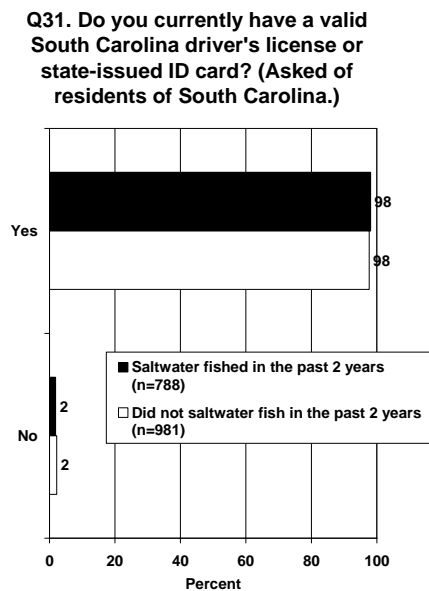 Q31. Do you currently have a valid
South Carolina driver's license or
state-issued ID card? (Asked of
residents of South Carolina.)
98
Yes
98
Saltwater fished in the past 2 years
(n=788)
2
Did not saltwater fish in the past 2 years
(n=981)
No
2
0 20 40 60 80 100
Percent